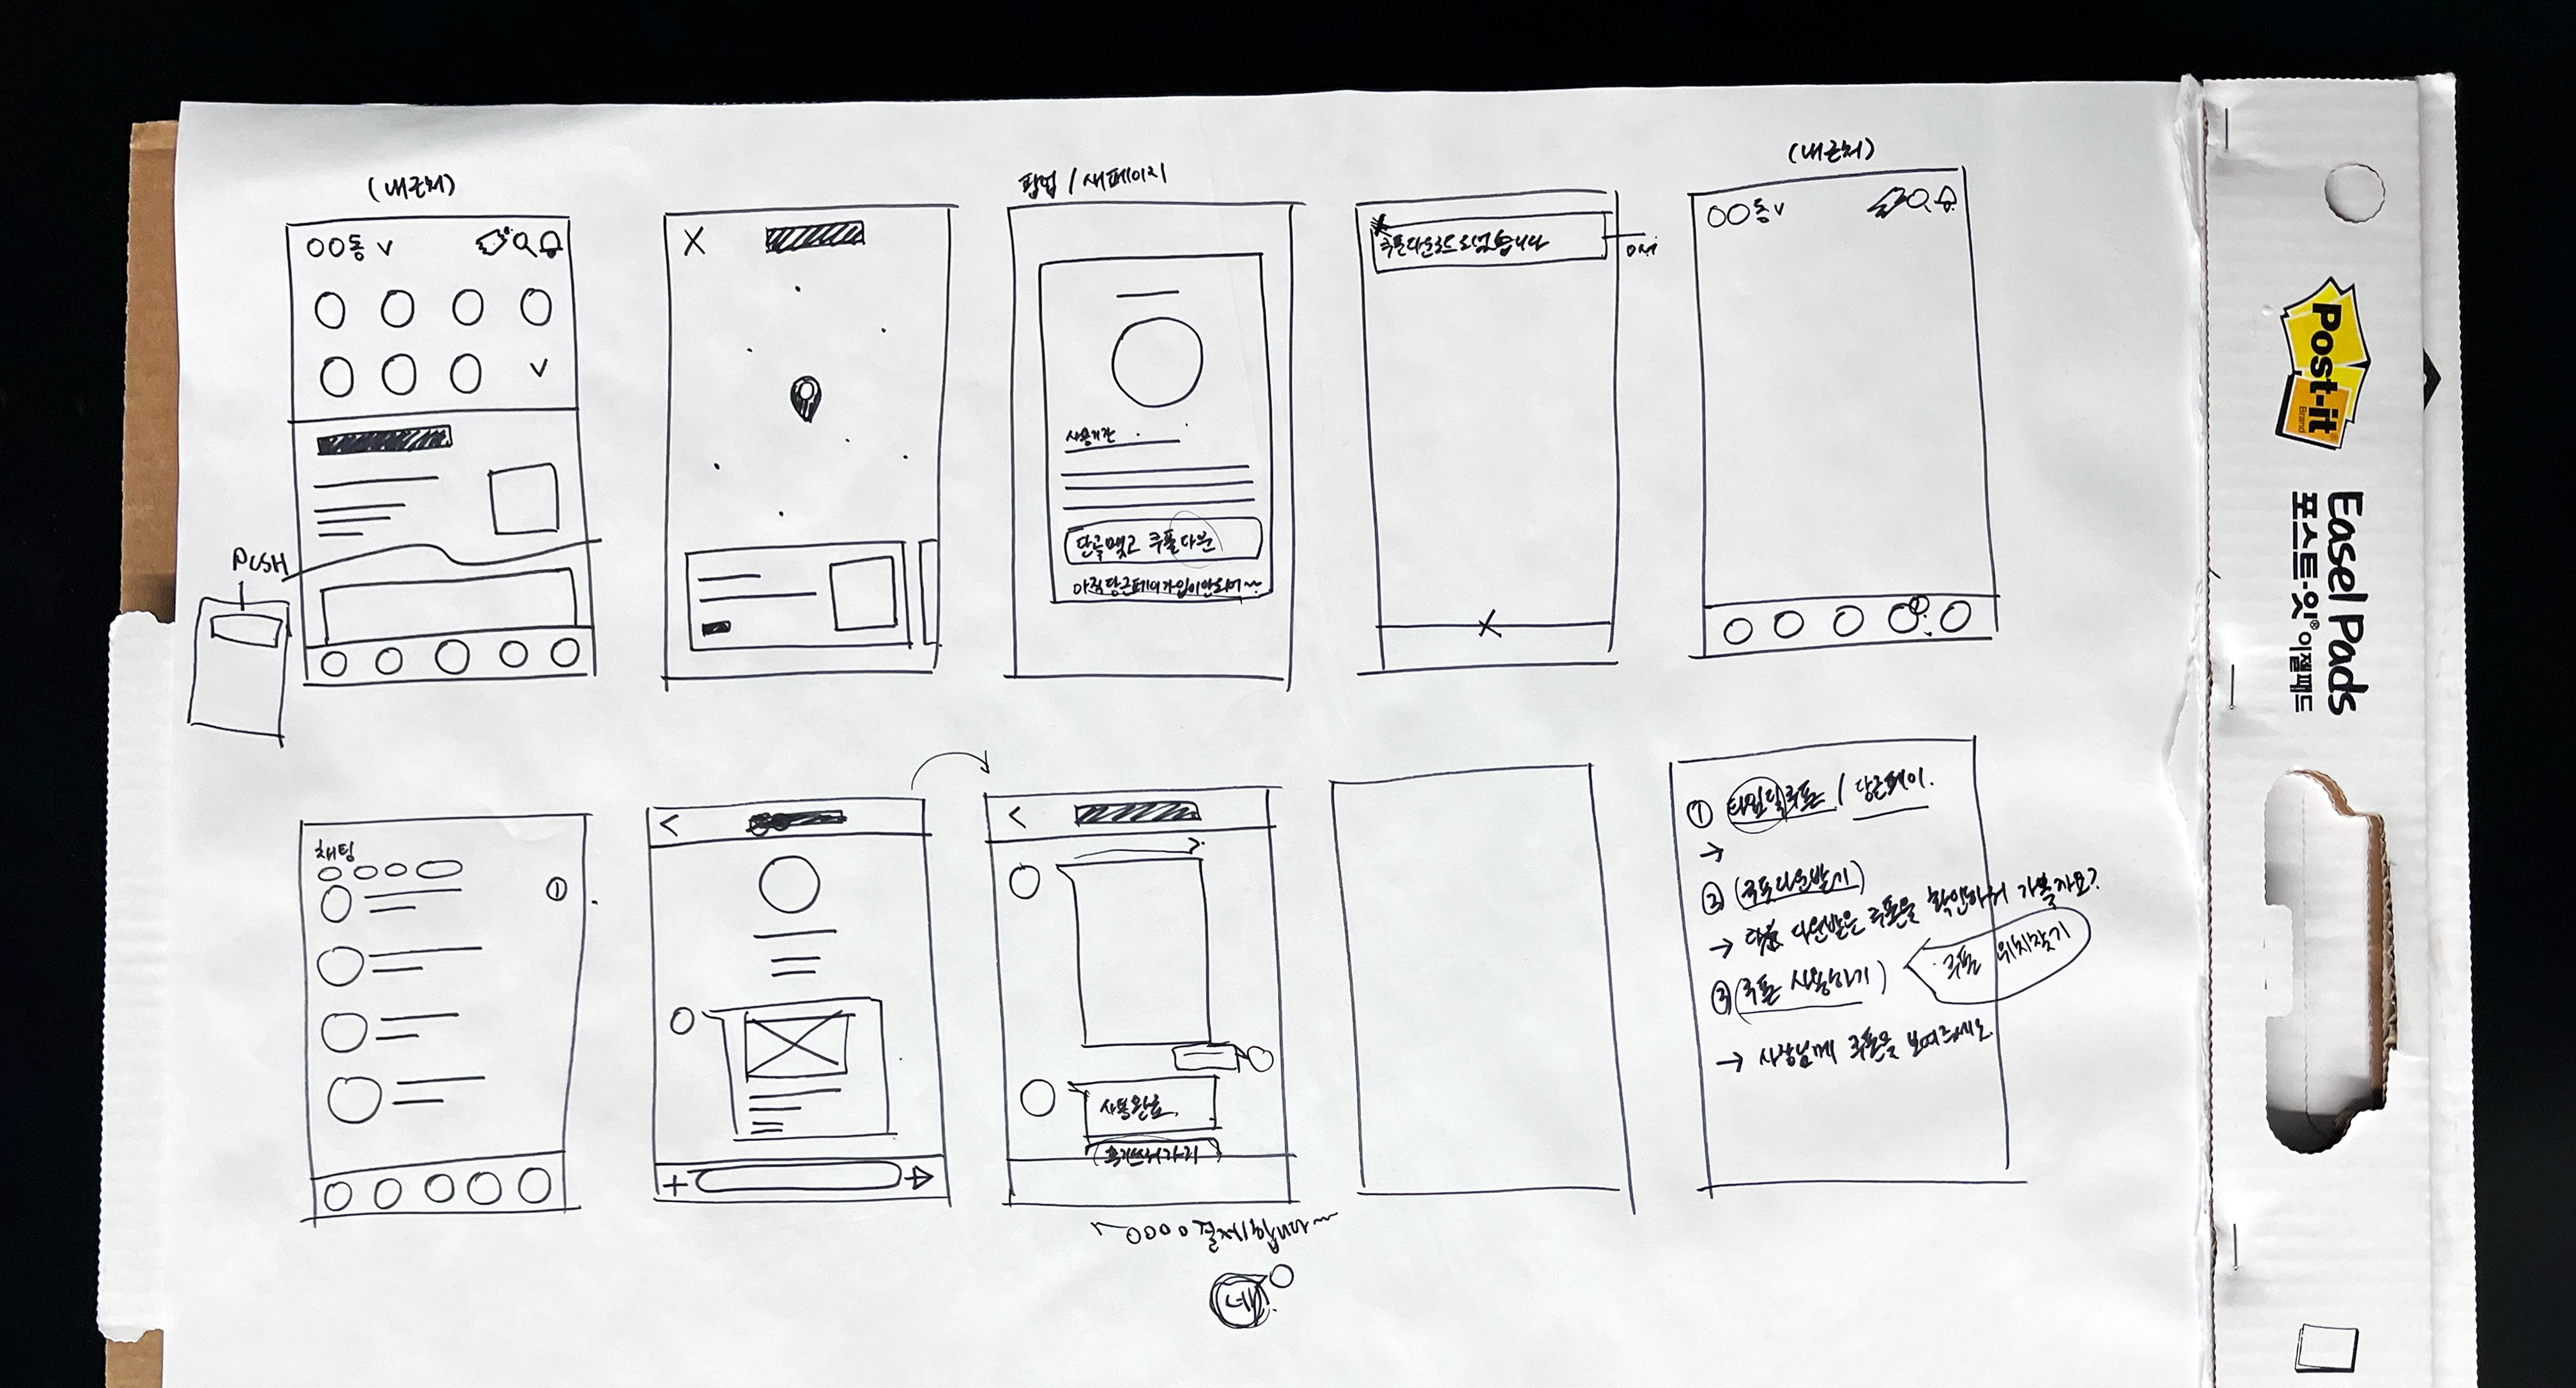 (내근처)
팝업 / 새페이지
(내근처)
OO동 v
X
쿠폰다운로드 되었습니다
OO동 v
사용기간
단골맺고 쿠폰다운
아직 당근페이 가입이 안되어~
PUSH
채팅
1
<
<
사용완료.
후기쓰러가기
+
OOOO 결제합니다~
네!
① 타임딜쿠폰 / 당근페이.
→
② (쿠폰다운받기)
→ 다운받은 쿠폰을 확인하러 가볼까요?
쿠폰 위치찾기
③ (쿠폰 사용하기)
→ 사장님께 쿠폰을 보여주세요.
Post-it
Brand
Easel Pads
포스트-잇® 이젤패드